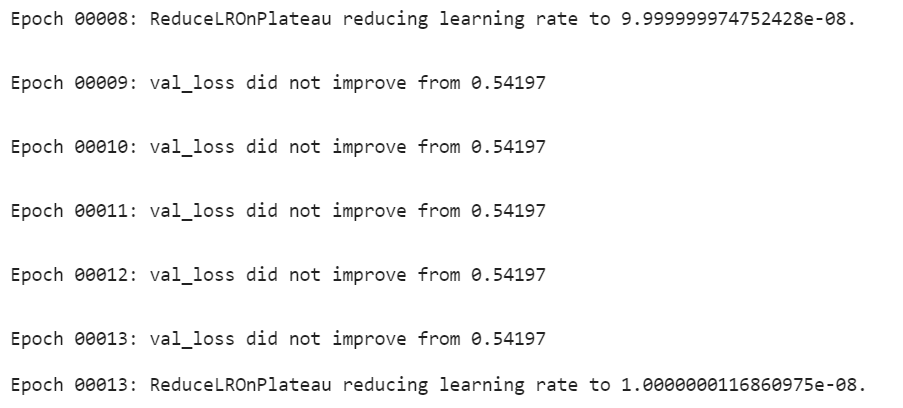 Epoch 00008: ReduceLROnPlateau reducing learning rate to 9.999999974752428e-08.
Epoch 00009: val_loss did not improve from 0.54197
Epoch 00010: val_loss did not improve from 0.54197
Epoch 00011: val_loss did not improve from 0.54197
Epoch 00012: val_loss did not improve from 0.54197
Epoch 00013: val_loss did not improve from 0.54197
Epoch 00013: ReduceLROnPlateau reducing learning rate to 1.0000000116860975e-08.